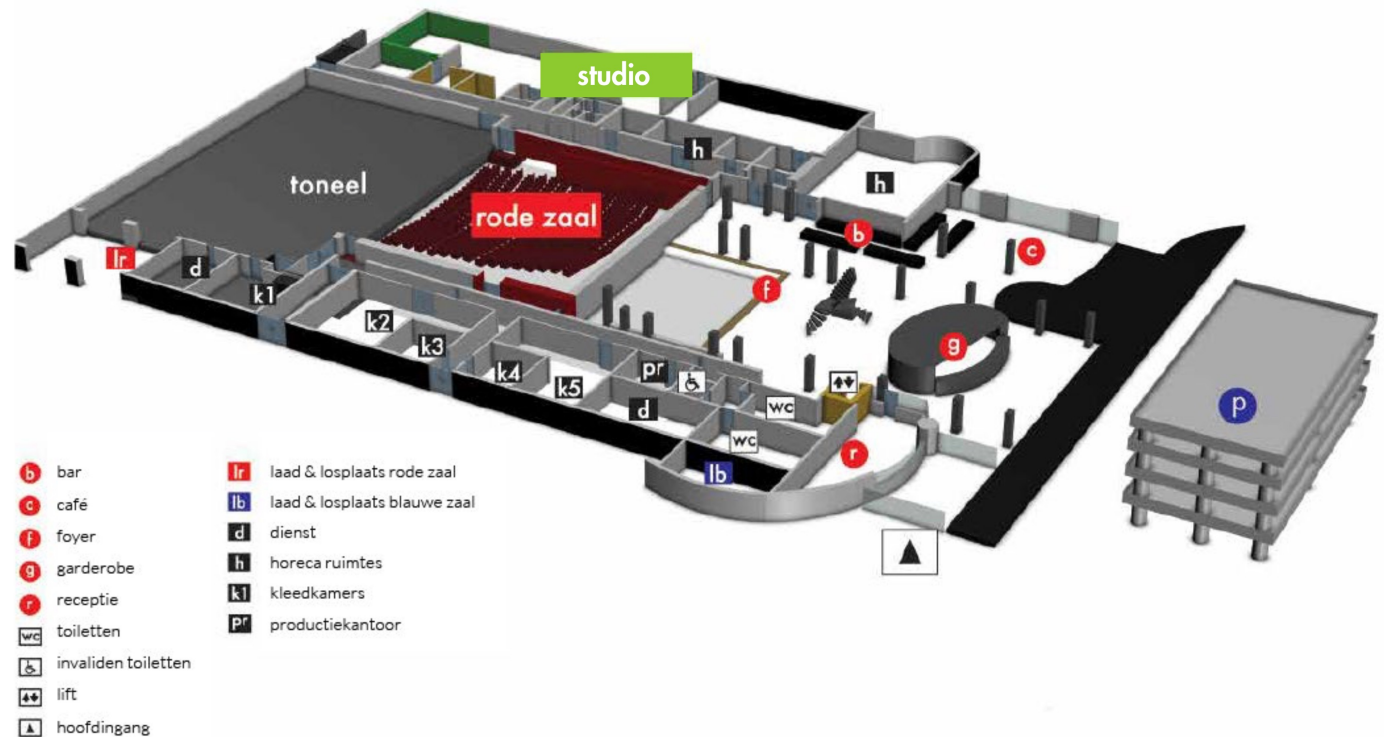 studio
h
toneel
h
rode zaal
b
c
lr
d
k1
f
k2
k3
g
k4
k5
pr
d
wc
p
wc
r
lb
b bar
c café
f foyer
g garderobe
r receptie
wc toiletten
invaliden toiletten
lift
hoofdingang
lr laad & losplaats rode zaal
lb laad & losplaats blauwe zaal
d dienst
h horeca ruimtes
k1 kleedkamers
pr productiekantoor